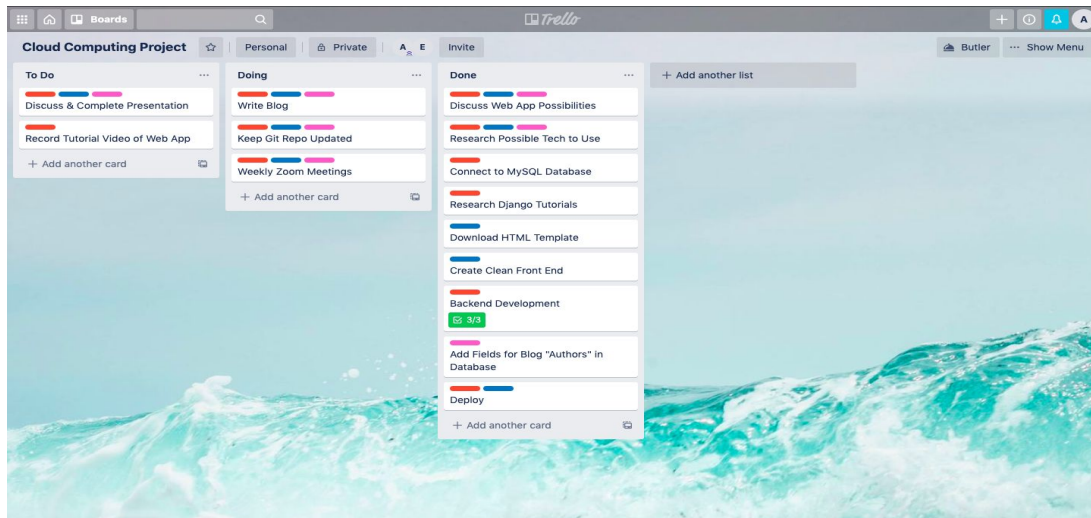 Boards
Trello
A
Cloud Computing Project
Personal
Private
A E
Invite
Butler
... Show Menu
To Do ...
Discuss & Complete Presentation
Record Tutorial Video of Web App
+ Add another card
Doing ...
Write Blog
Keep Git Repo Updated
Weekly Zoom Meetings
+ Add another card
Done ...
Discuss Web App Possibilities
Research Possible Tech to Use
Connect to MySQL Database
Research Django Tutorials
Download HTML Template
Create Clean Front End
Backend Development
3/3
Add Fields for Blog "Authors" in
Database
Deploy
+ Add another card
+ Add another list